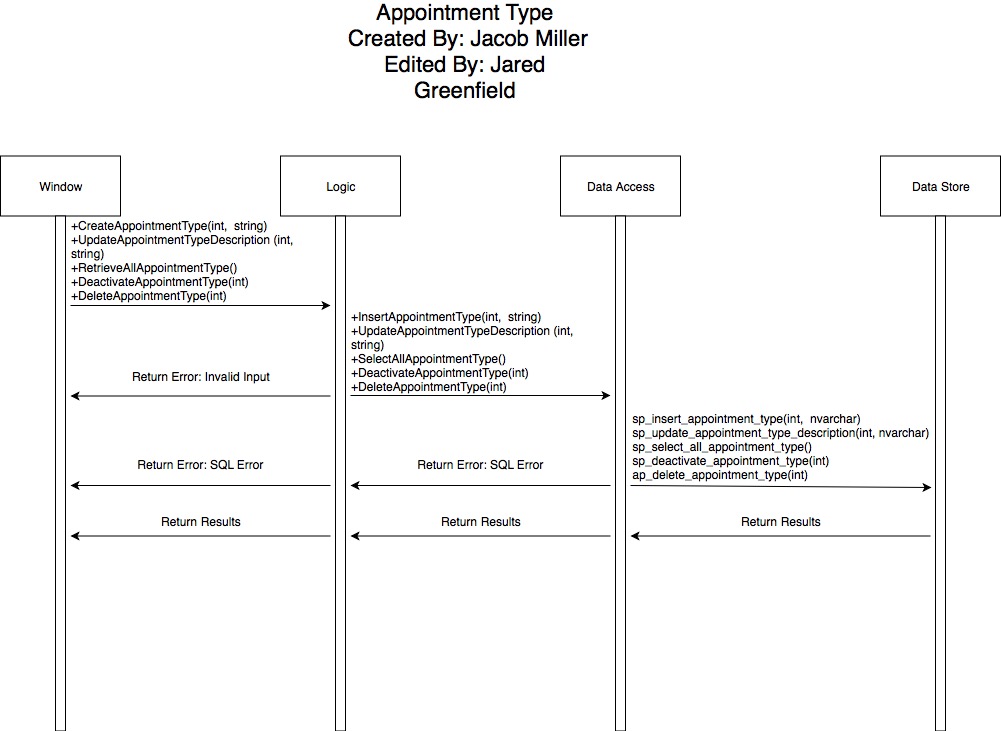 Appointment Type
Created By: Jacob Miller
Edited By: Jared
Greenfield
Window
Logic
Data Access
Data Store
+CreateAppointmentType(int, string)
+UpdateAppointmentTypeDescription (int,
string)
+RetrieveAllAppointmentType()
+DeactivateAppointmentType(int)
+DeleteAppointmentType(int)
+InsertAppointmentType(int, string)
+UpdateAppointmentTypeDescription (int,
string)
+SelectAllAppointmentType()
+DeactivateAppointmentType(int)
+DeleteAppointmentType(int)
Return Error: Invalid Input
sp_insert_appointment_type(int, nvarchar)
sp_update_appointment_type_description(int, nvarchar)
sp_select_all_appointment_type()
sp_deactivate_appointment_type(int)
ap_delete_appointment_type(int)
Return Error: SQL Error
Return Error: SQL Error
Return Results
Return Results
Return Results